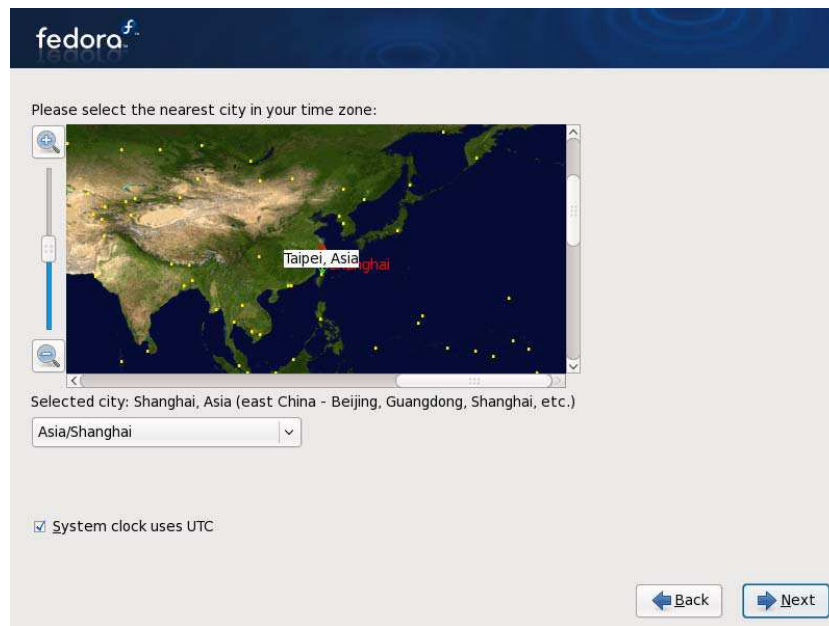 fedora
Please select the nearest city in your time zone:
Taipei, Asia
Selected city: Shanghai, Asia (east China - Beijing, Guangdong, Shanghai, etc.)
Asia/Shanghai
System clock uses UTC
Back
Next